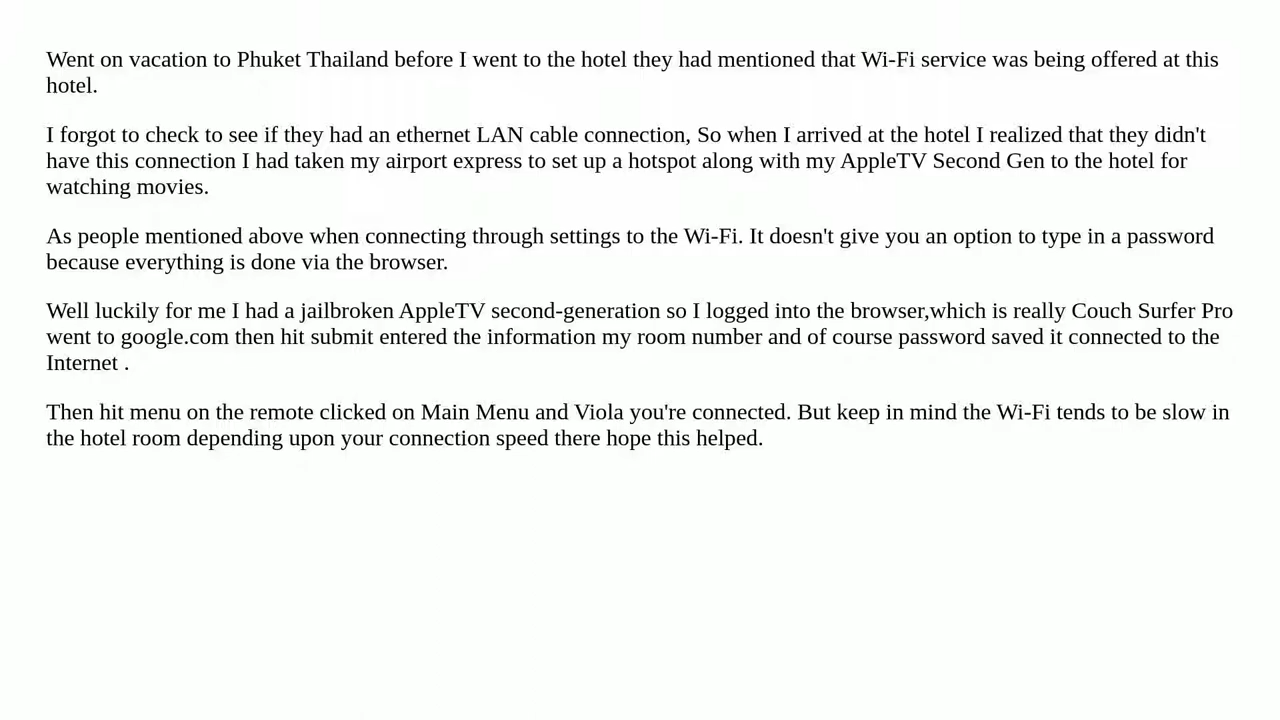 Went on vacation to Phuket Thailand before I went to the hotel they had mentioned that Wi-Fi service was being offered at this
hotel.
I forgot to check to see if they had an ethernet LAN cable connection, So when I arrived at the hotel I realized that they didn't
have this connection I had taken my airport express to set up a hotspot along with my AppleTV Second Gen to the hotel for
watching movies.
As people mentioned above when connecting through settings to the Wi-Fi. It doesn't give you an option to type in a password
because everything is done via the browser.
Well luckily for me I had a jailbroken AppleTV second-generation so I logged into the browser,which is really Couch Surfer Pro
went to google.com then hit submit entered the information my room number and of course password saved it connected to the
Internet .
Then hit menu on the remote clicked on Main Menu and Viola you're connected. But keep in mind the Wi-Fi tends to be slow in
the hotel room depending upon your connection speed there hope this helped.